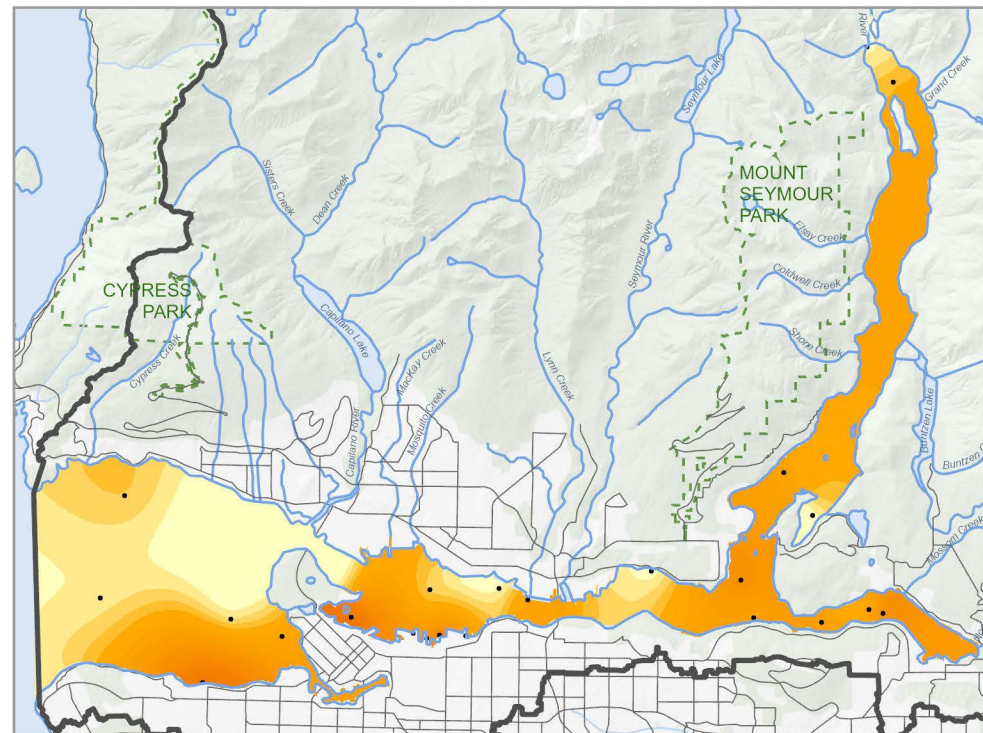 River
Grand Creek
Seymour Lake
MOUNT
SEYMOUR
PARK
Elsay Creek
Sisters Creek
Dean Creek
Seymour River
Coldwell Creek
CYPRESS
PARK
Capilano Lake
Cypress Creek
Shone Creek
MacKay Creek
Lynn Creek
Buntzen Lake
Mosquito Creek
Capilano River
Buntzen
Mossom Creek